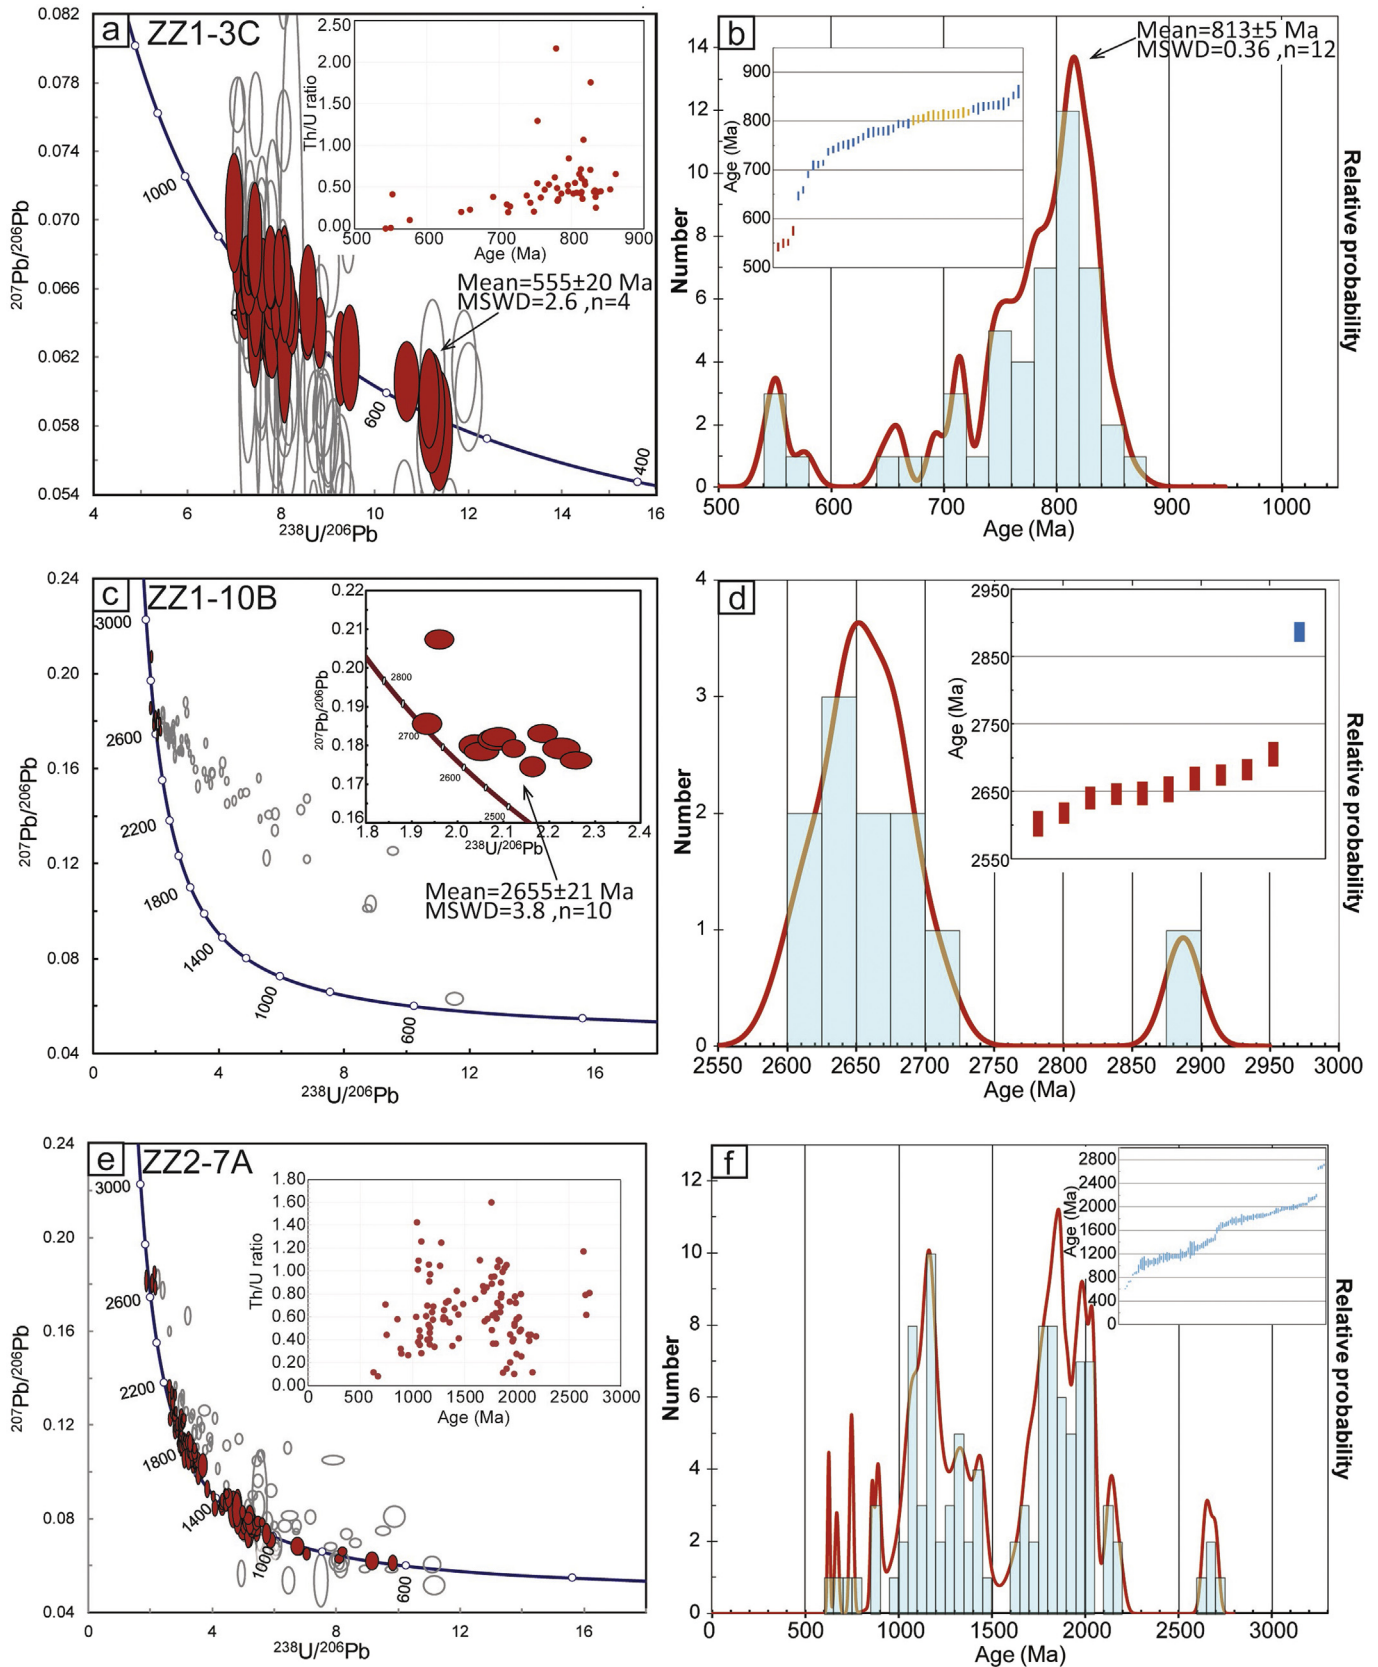 a ZZ1-3C
0.082
0.078
0.074
0.070
0.066
0.062
0.058
0.054
207Pb/206Pb
4 6 8 10 12 14 16
238U/206Pb
1000
600
400
2.50
2.00
1.50
1.00
0.50
0.00
Th/U ratio
500 600 700 800 900
Age (Ma)
Mean=555±20 Ma
MSWD=2.6 ,n=4
b
Mean=813±5 Ma
MSWD=0.36 ,n=12
14
12
10
8
6
4
2
0
Number
Relative probability
500 600 700 800 900 1000
Age (Ma)
900
800
700
600
500
Age (Ma)
c ZZ1-10B
0.24
0.20
0.16
0.12
0.08
0.04
207Pb/206Pb
0 4 8 12 16
238U/206Pb
3000
2600
2200
1800
1400
1000
600
0.22
0.21
0.20
0.19
0.18
0.17
0.16
207Pb/206Pb
2800
2700
2600
2500
1.8 1.9 2.0 2.1 2.2 2.3 2.4
238U/206Pb
Mean=2655±21 Ma
MSWD=3.8 ,n=10
d
4
3
2
1
0
Number
Relative probability
2550 2600 2650 2700 2750 2800 2850 2900 2950 3000
Age (Ma)
2950
2850
2750
2650
2550
Age (Ma)
e ZZ2-7A
0.24
0.20
0.16
0.12
0.08
0.04
207Pb/206Pb
0 4 8 12 16
238U/206Pb
3000
2600
2200
1800
1400
1000
600
1.80
1.60
1.40
1.20
1.00
0.80
0.60
0.40
0.20
0.00
Th/U ratio
0 500 1000 1500 2000 2500 3000
Age (Ma)
f
12
10
8
6
4
2
0
Number
Relative probability
0 500 1000 1500 2000 2500 3000
Age (Ma)
2800
2400
2000
1600
1200
800
400
0
Age (Ma)